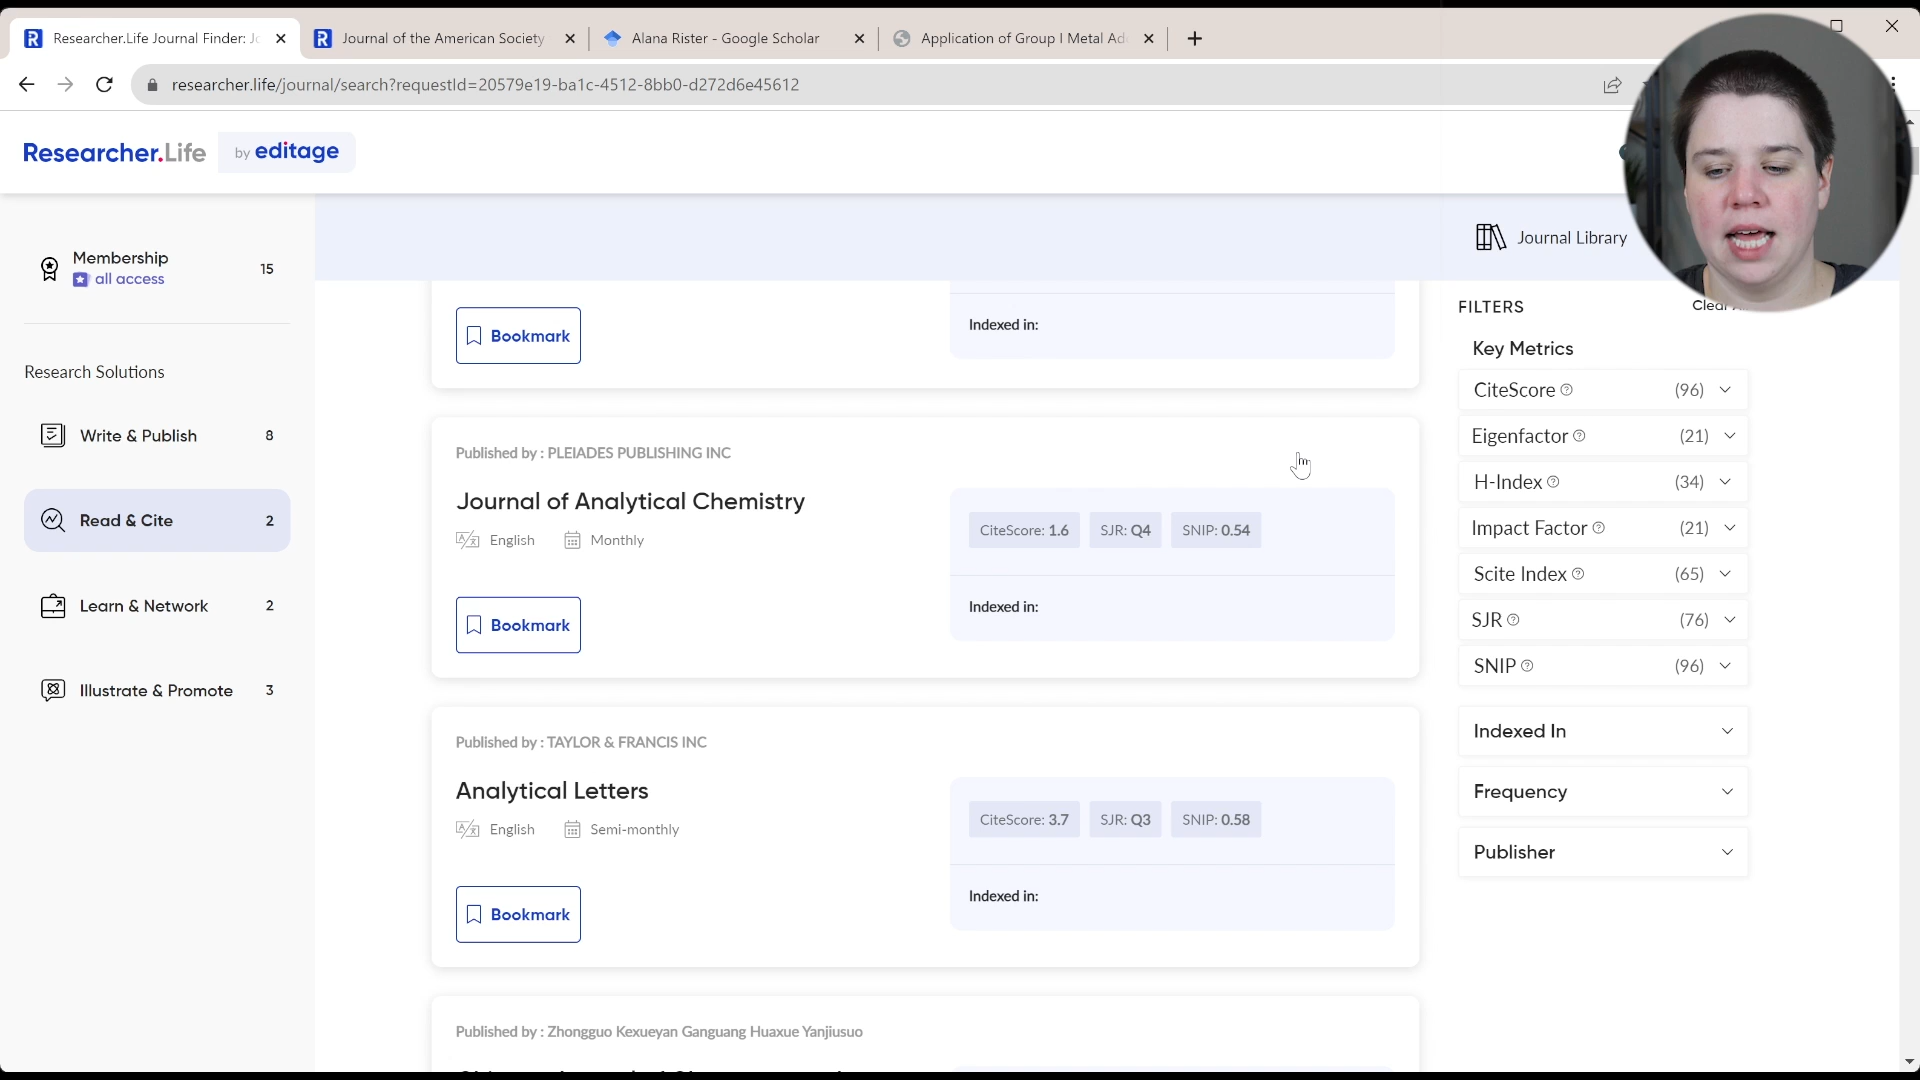 Researcher.Life Journal Finder: Jo
Journal of the American Society
Alana Rister - Google Scholar
Application of Group I Metal Ad
researcher.life/journal/search?requestId=20579e19-ba1c-4512-8bb0-d272d6e45612
Researcher.Life by editage
Membership
all access
15
Research Solutions
Write & Publish 8
Read & Cite 2
Learn & Network 2
Illustrate & Promote 3
Journal Library
Bookmark
Indexed in:
Published by : PLEIADES PUBLISHING INC
Journal of Analytical Chemistry
English Monthly
CiteScore: 1.6 SJR: Q4 SNIP: 0.54
Indexed in:
Bookmark
Published by : TAYLOR & FRANCIS INC
Analytical Letters
English Semi-monthly
CiteScore: 3.7 SJR: Q3 SNIP: 0.58
Indexed in:
Bookmark
Published by : Zhongguo Kexueyan Ganguang Huaxue Yanjiusuo
FILTERS Clear
Key Metrics
CiteScore (96)
Eigenfactor (21)
H-Index (34)
Impact Factor (21)
Scite Index (65)
SJR (76)
SNIP (96)
Indexed In
Frequency
Publisher